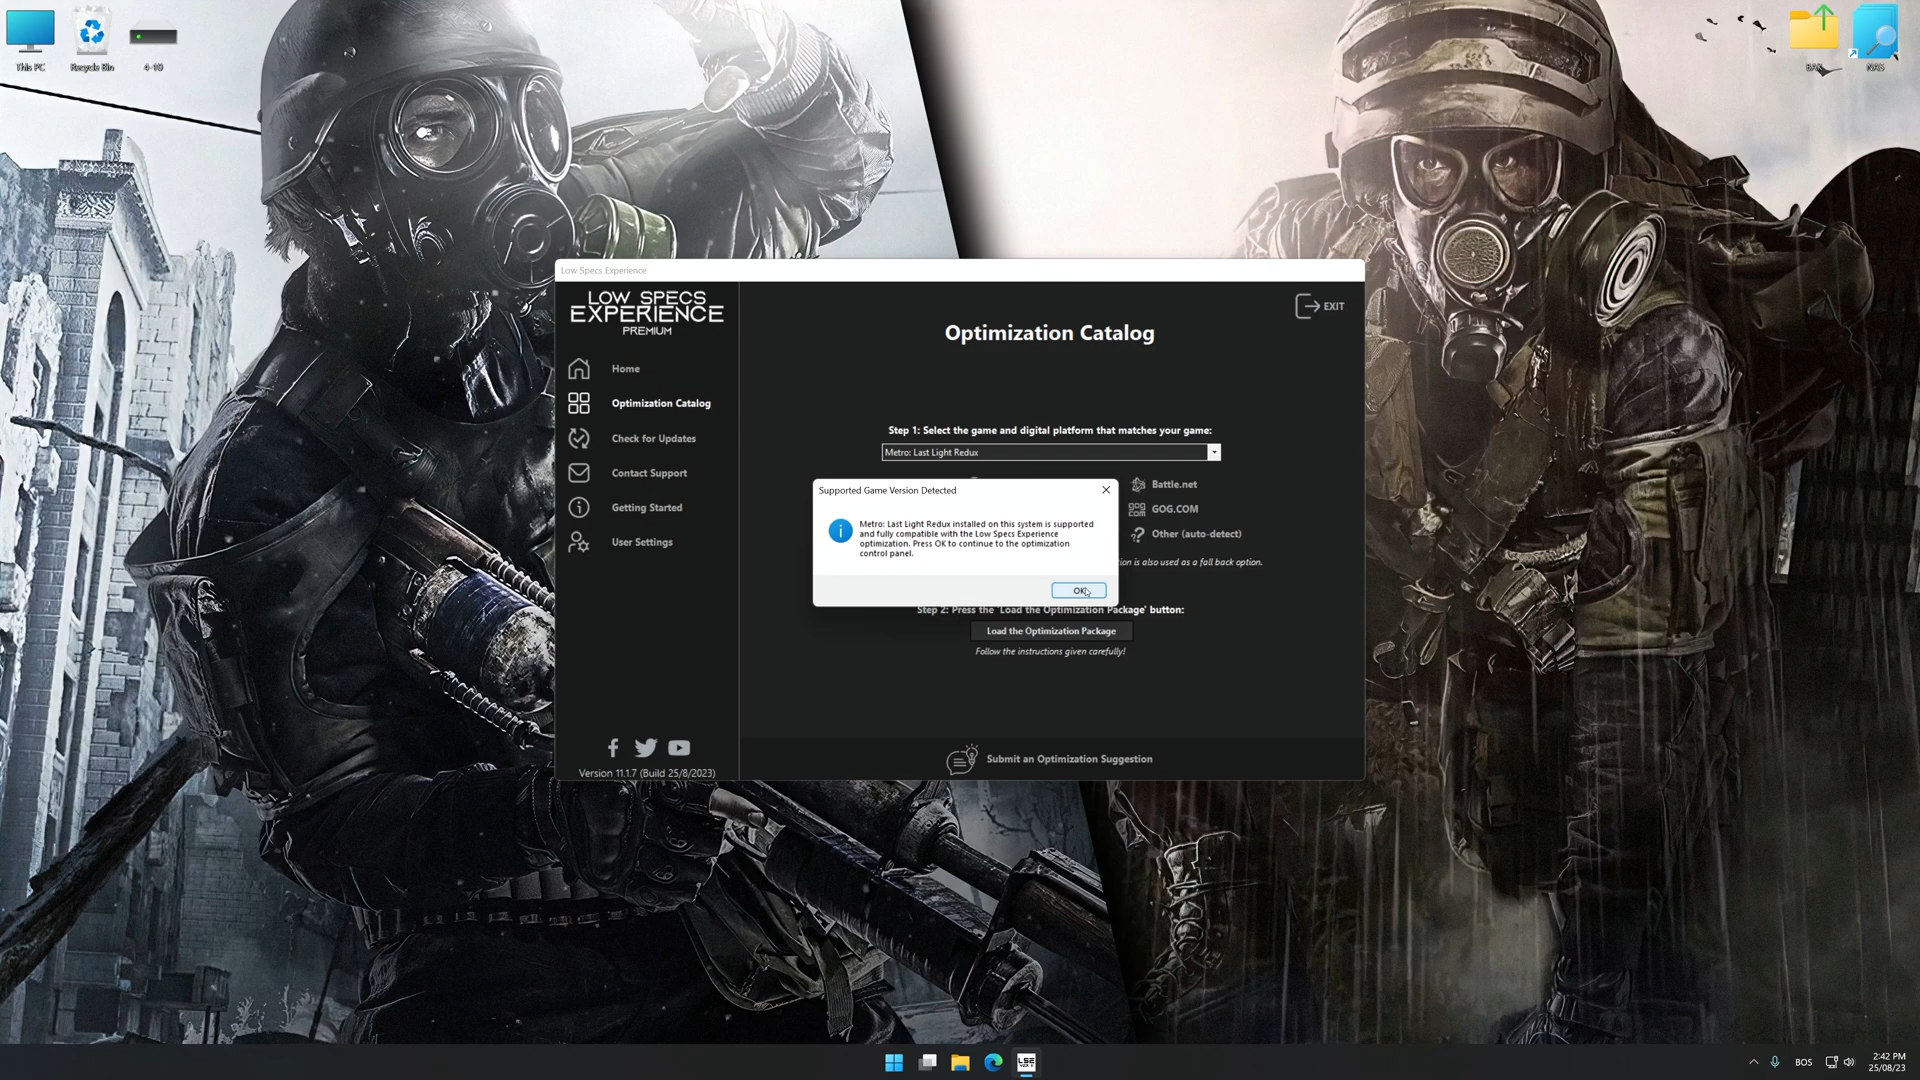 This PC
Recycle Bin
4-10
BAK
NAS
Low Specs Experience
LOW SPECS
EXPERIENCE
PREMIUM
EXIT
Optimization Catalog
Home
Optimization Catalog
Check for Updates
Contact Support
Getting Started
User Settings
Step 1: Select the game and digital platform that matches your game:
Metro: Last Light Redux
Battle.net
GOG.COM
Other (auto-detect)
tion is also used as a fall back option.
Supported Game Version Detected
Metro: Last Light Redux installed on this system is supported
and fully compatible with the Low Specs Experience
optimization. Press OK to continue to the optimization
control panel.
OK
Step 2: Press the 'Load the Optimization Package' button:
Load the Optimization Package
Follow the instructions given carefully!
Submit an Optimization Suggestion
Version 11.1.7 (Build 25/8/2023)
LSE
BOS
2:42 PM
25/08/23